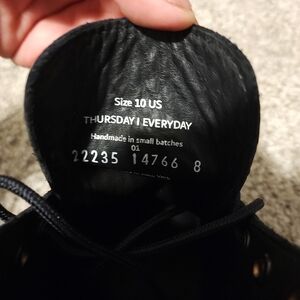 Size 10 US
THURSDAY | EVERYDAY
Handmade in small batches
01
22235 14766 8